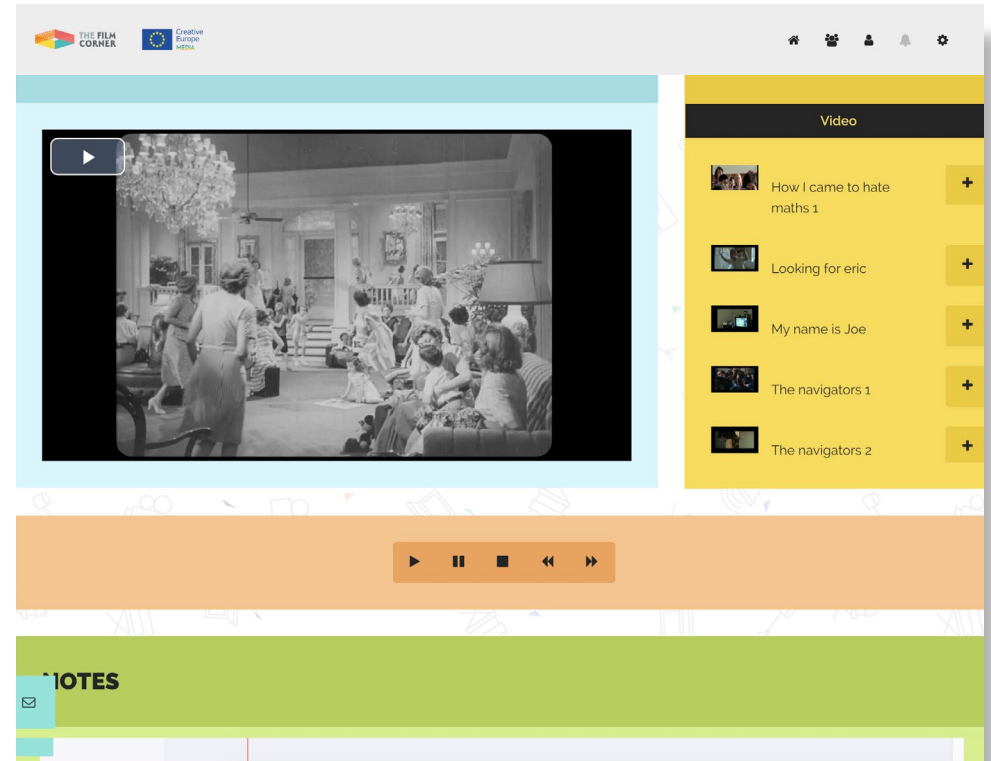 THE FILM
CORNER
Creative
Europe
MEDIA
Video
How I came to hate
maths 1
Looking for eric
My name is Joe
The navigators 1
The navigators 2
NOTES